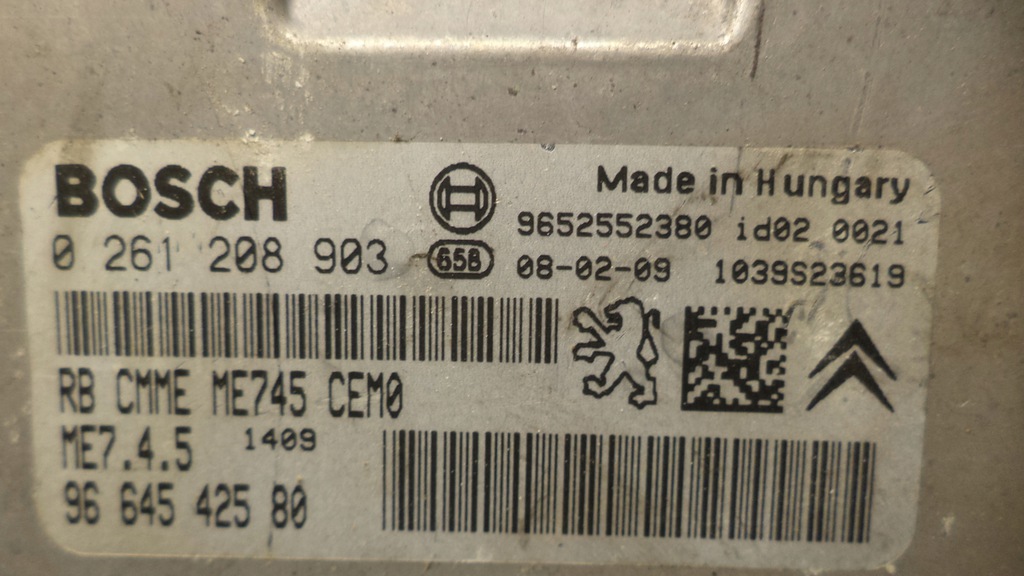 BOSCH
Made in Hungary
9652552380 id02 0021
0 261 208 903
658
08-02-09 1039S23619
RB CMME ME745 CEM0
ME7.4.5 1409
96 645 425 80